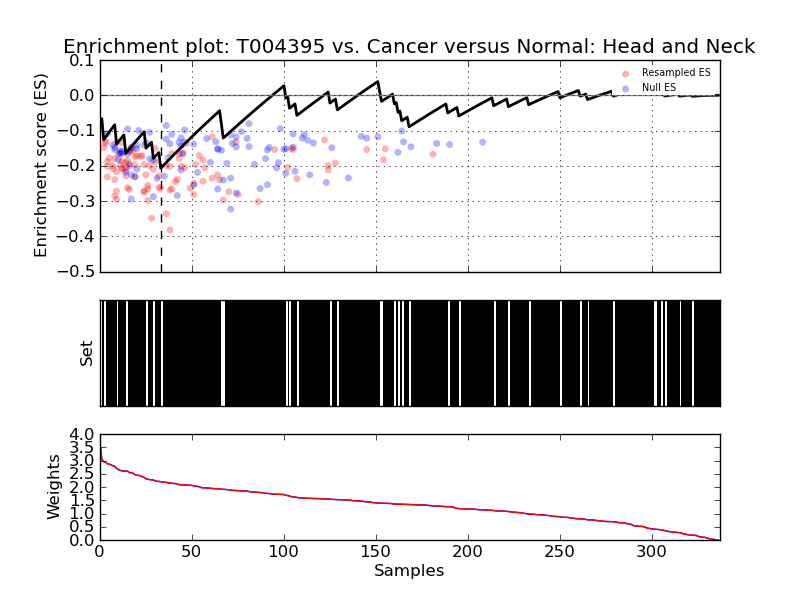 Enrichment plot: T004395 vs. Cancer versus Normal: Head and Neck
Enrichment score (ES)
0.1
0.0
−0.1
−0.2
−0.3
−0.4
−0.5
Resampled ES
Null ES
Set
Weights
4.0
3.5
3.0
2.5
2.0
1.5
1.0
0.5
0.0
0 50 100 150 200 250 300
Samples